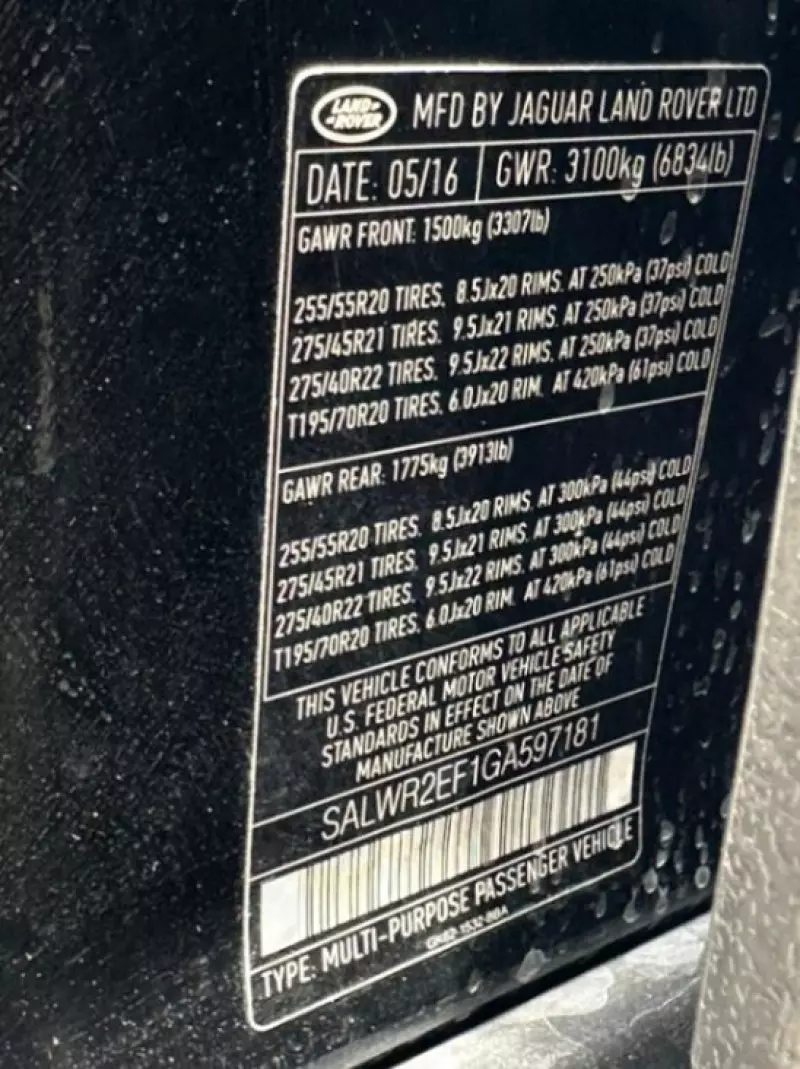 LAND-
-ROVER
MFD BY JAGUAR LAND ROVER LTD
DATE: 05/16 GWR: 3100kg (6834lb)
GAWR FRONT: 1500kg (3307lb)
255/55R20 TIRES, 8.5Jx20 RIMS. AT 250kPa (37psi) COLD
275/45R21 TIRES, 9.5Jx21 RIMS. AT 250kPa (37psi) COLD
275/40R22 TIRES, 9.5Jx22 RIMS. AT 250kPa (37psi) COLD
T195/70R20 TIRES, 6.0Jx20 RIM. AT 420kPa (61psi) COLD
GAWR REAR: 1775kg (3913lb)
255/55R20 TIRES, 8.5Jx20 RIMS. AT 300kPa (44psi) COLD
275/45R21 TIRES, 9.5Jx21 RIMS. AT 300kPa (44psi) COLD
275/40R22 TIRES, 9.5Jx22 RIMS. AT 300kPa (44psi) COLD
T195/70R20 TIRES, 6.0Jx20 RIM. AT 420kPa (61psi) COLD
THIS VEHICLE CONFORMS TO ALL APPLICABLE
U.S. FEDERAL MOTOR VEHICLE SAFETY
STANDARDS IN EFFECT ON THE DATE OF
MANUFACTURE SHOWN ABOVE
SALWR2EF1GA597181
TYPE: MULTI-PURPOSE PASSENGER VEHICLE